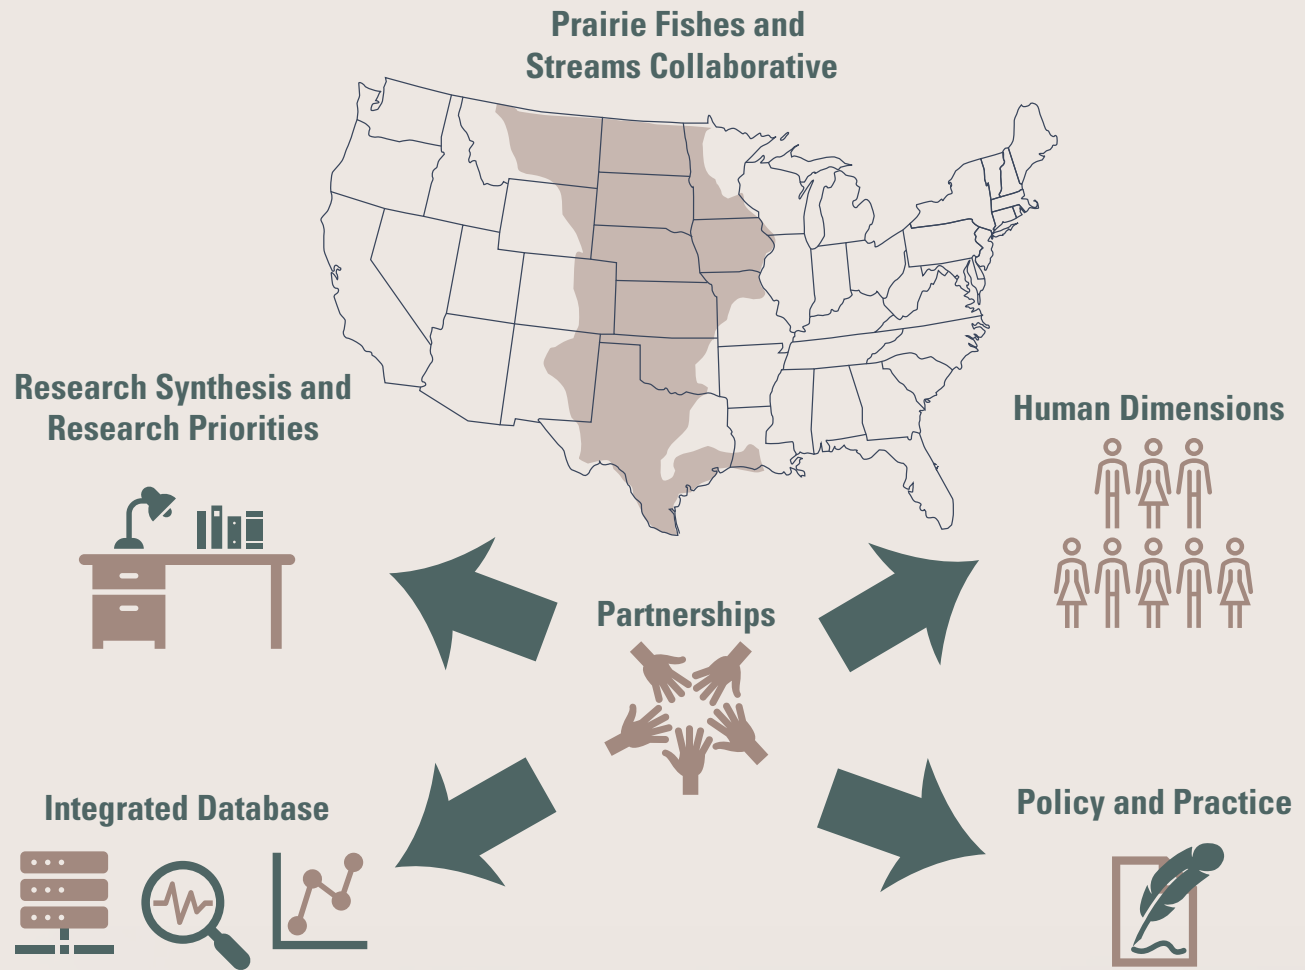 Prairie Fishes and
Streams Collaborative
Research Synthesis and
Research Priorities
Human Dimensions
Partnerships
Integrated Database
Policy and Practice